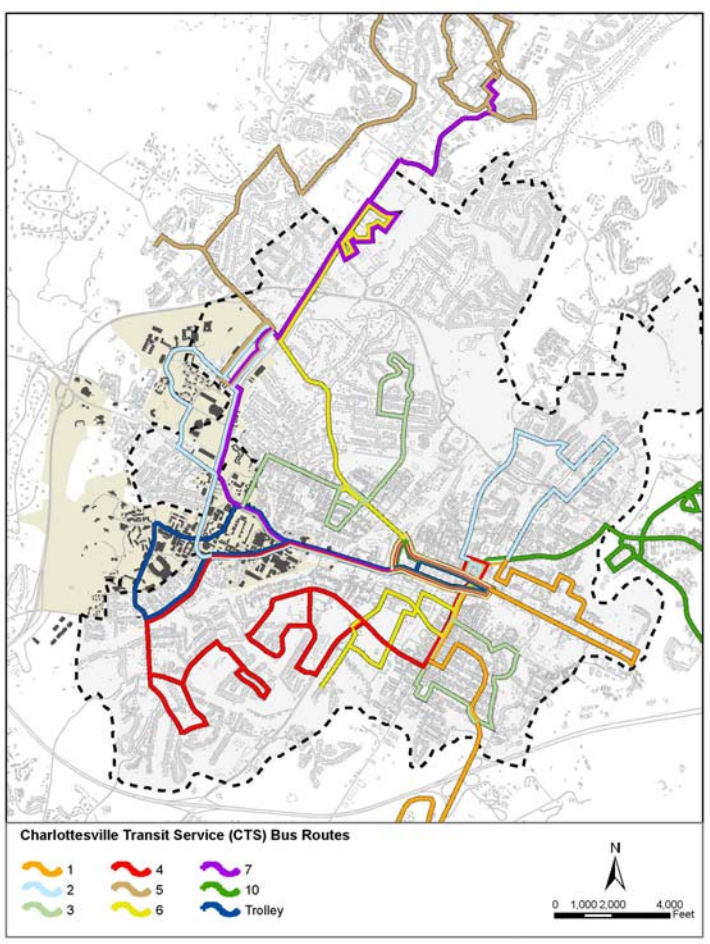 Charlottesville Transit Service (CTS) Bus Routes
1 4 7
2 5 10
3 6 Trolley
N
0 1,000 2,000 4,000
Feet